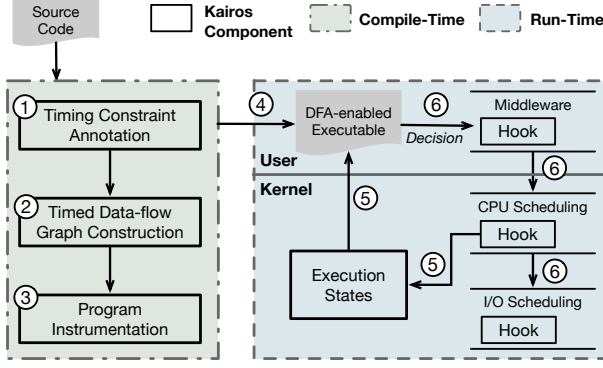 Source
Code
Kairos
Component
Compile-Time
Run-Time
1
Timing Constraint
Annotation
2
Timed Data-flow
Graph Construction
3
Program
Instrumentation
4
DFA-enabled
Executable
6
Decision
Middleware
Hook
User
Kernel
5
6
CPU Scheduling
Hook
5
6
Execution
States
I/O Scheduling
Hook